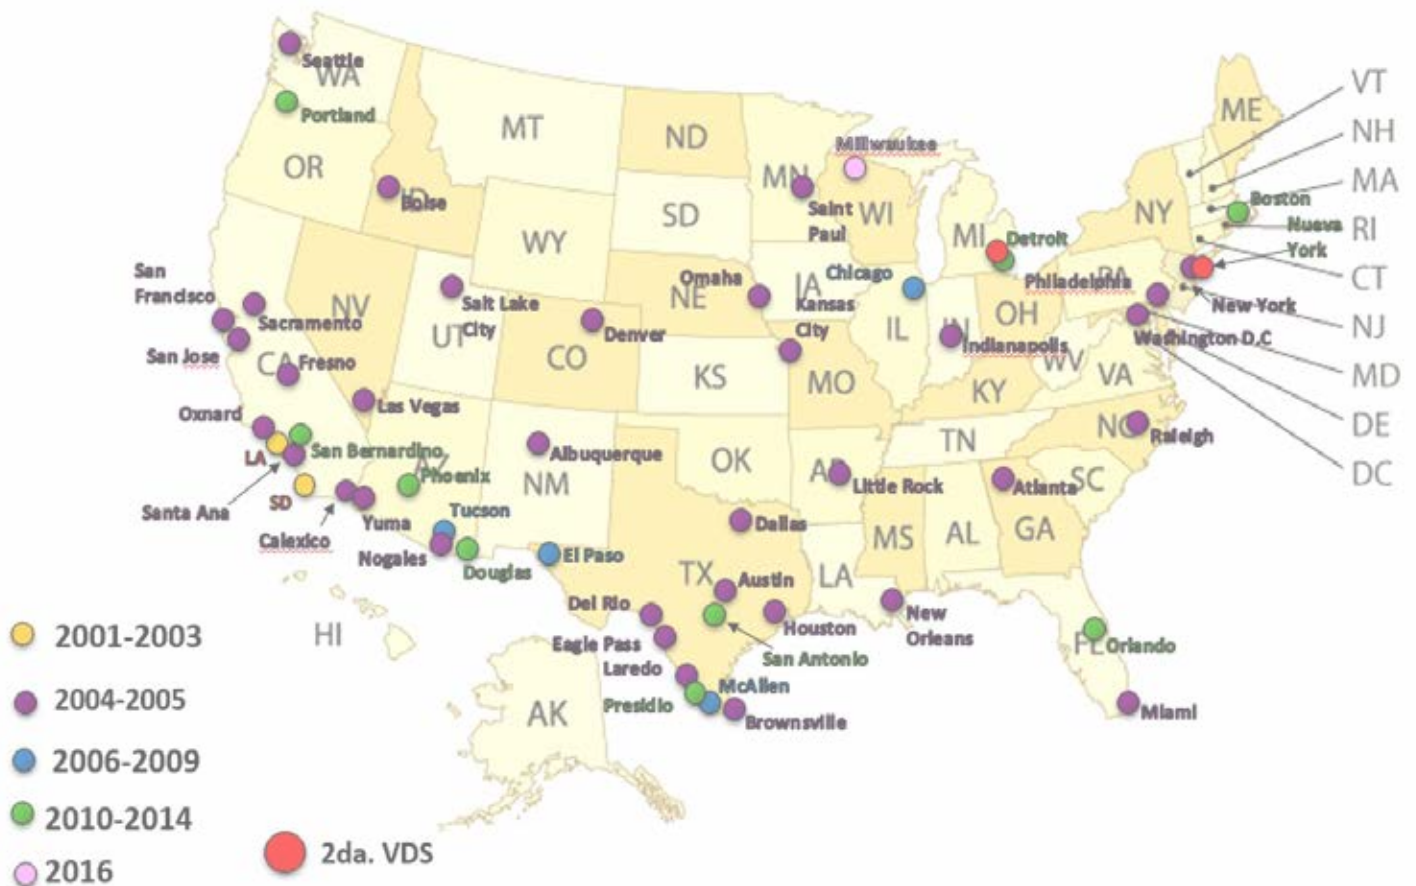 Seattle
WA
Portland
OR
MT
ND
MN
Saint
Paul
Millwaukee
WI
MI
Detroit
ME
VT
NH
MA
Boston
RI
Nueva
York
CT
NY
New York
NJ
MD
DE
DC
Boise
ID
WY
SD
Omaha
NE
IA
Chicago
Kansas
City
IL
IN
Indianapolis
OH
PA
Philadelphia
Washington D.C
WV
VA
San
Francisco
Sacramento
San Jose
CA
Fresno
NV
Salt Lake
City
UT
Denver
CO
KS
MO
KY
Las Vegas
Oxnard
LA
San Bernardino
Santa Ana
SD
Calexico
Yuma
AZ
Phoenix
Tucson
Nogales
Douglas
Albuquerque
NM
El Paso
OK
AR
Little Rock
TN
NC
Raleigh
SC
Atlanta
GA
AL
MS
LA
New
Orleans
Dallas
TX
Austin
Del Rio
Houston
Eagle Pass
San Antonio
Laredo
McAllen
Presidio
Brownsville
FL
Orlando
Miami
HI
AK
2001-2003
2004-2005
2006-2009
2010-2014
2016
2da. VDS